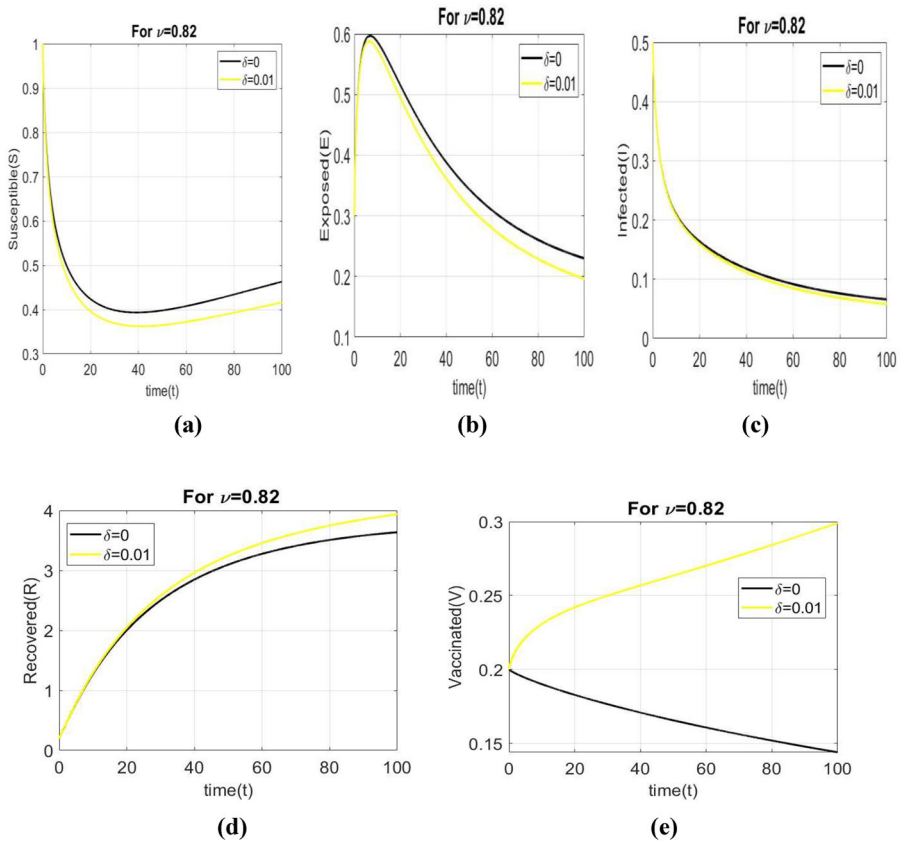 For ν=0.82
δ=0
δ=0.01
Susceptible(S)
1
0.9
0.8
0.7
0.6
0.5
0.4
0.3
0 20 40 60 80 100
time(t)
(a)
For ν=0.82
δ=0
δ=0.01
Exposed(E)
0.6
0.5
0.4
0.3
0.2
0.1
0 20 40 60 80 100
time(t)
(b)
For ν=0.82
δ=0
δ=0.01
Infected(I)
0.5
0.4
0.3
0.2
0.1
0
0 20 40 60 80 100
time(t)
(c)
For ν=0.82
δ=0
δ=0.01
Recovered(R)
4
3
2
1
0
0 20 40 60 80 100
time(t)
(d)
For ν=0.82
δ=0
δ=0.01
Vaccinated(V)
0.3
0.25
0.2
0.15
0 20 40 60 80 100
time(t)
(e)